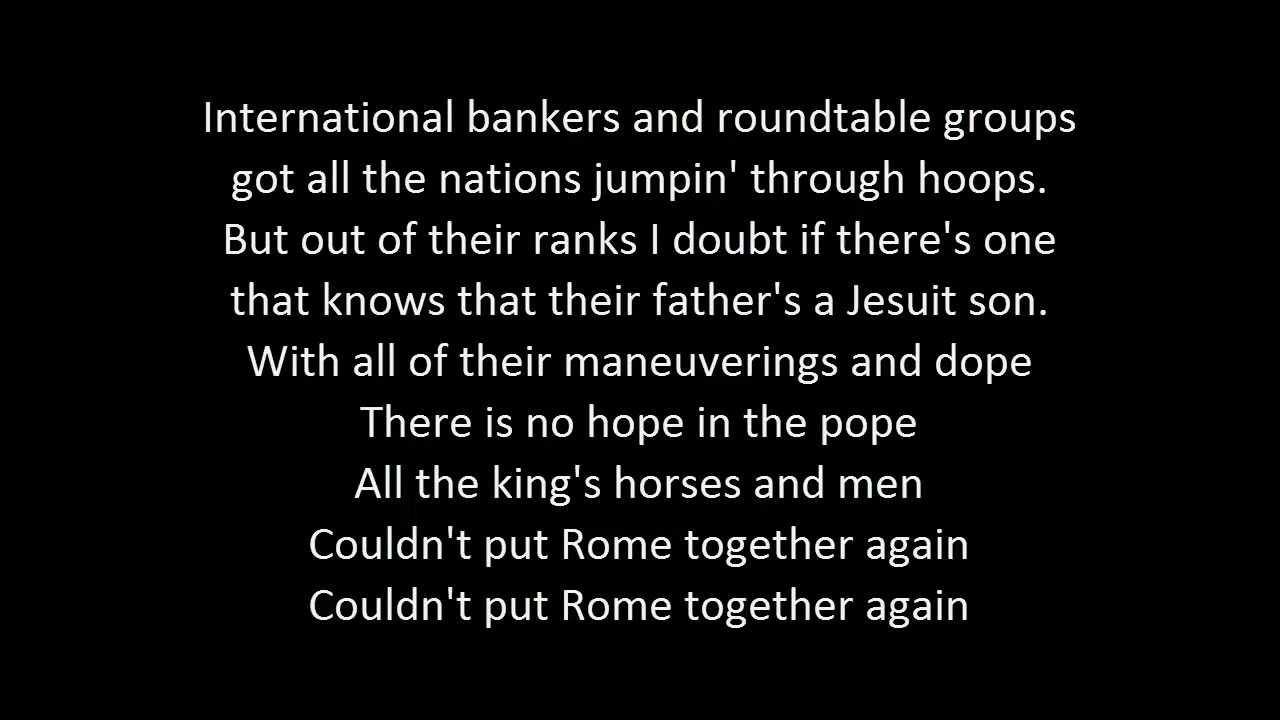 International bankers and roundtable groups
got all the nations jumpin' through hoops.
But out of their ranks I doubt if there's one
that knows that their father's a Jesuit son.
With all of their maneuverings and dope
There is no hope in the pope
All the king's horses and men
Couldn't put Rome together again
Couldn't put Rome together again